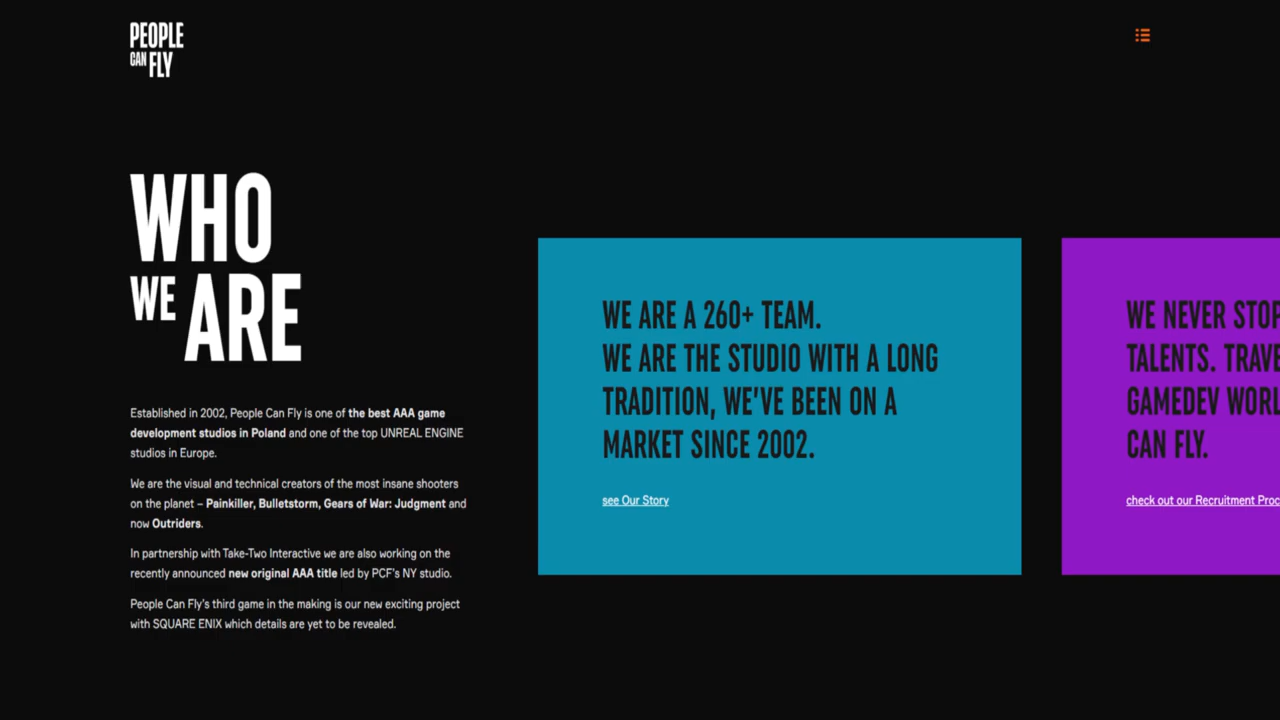 PEOPLE
CAN FLY
WHO
WE ARE
Established in 2002, People Can Fly is one of the best AAA game
development studios in Poland and one of the top UNREAL ENGINE
studios in Europe.
We are the visual and technical creators of the most insane shooters
on the planet – Painkiller, Bulletstorm, Gears of War: Judgment and
now Outriders.
In partnership with Take-Two Interactive we are also working on the
recently announced new original AAA title led by PCF's NY studio.
People Can Fly's third game in the making is our new exciting project
with SQUARE ENIX which details are yet to be revealed.
WE ARE A 260+ TEAM.
WE ARE THE STUDIO WITH A LONG
TRADITION, WE'VE BEEN ON A
MARKET SINCE 2002.
see Our Story
WE NEVER STOP
TALENTS. TRAVE
GAMEDEV WORL
CAN FLY.
check out our Recruitment Proc